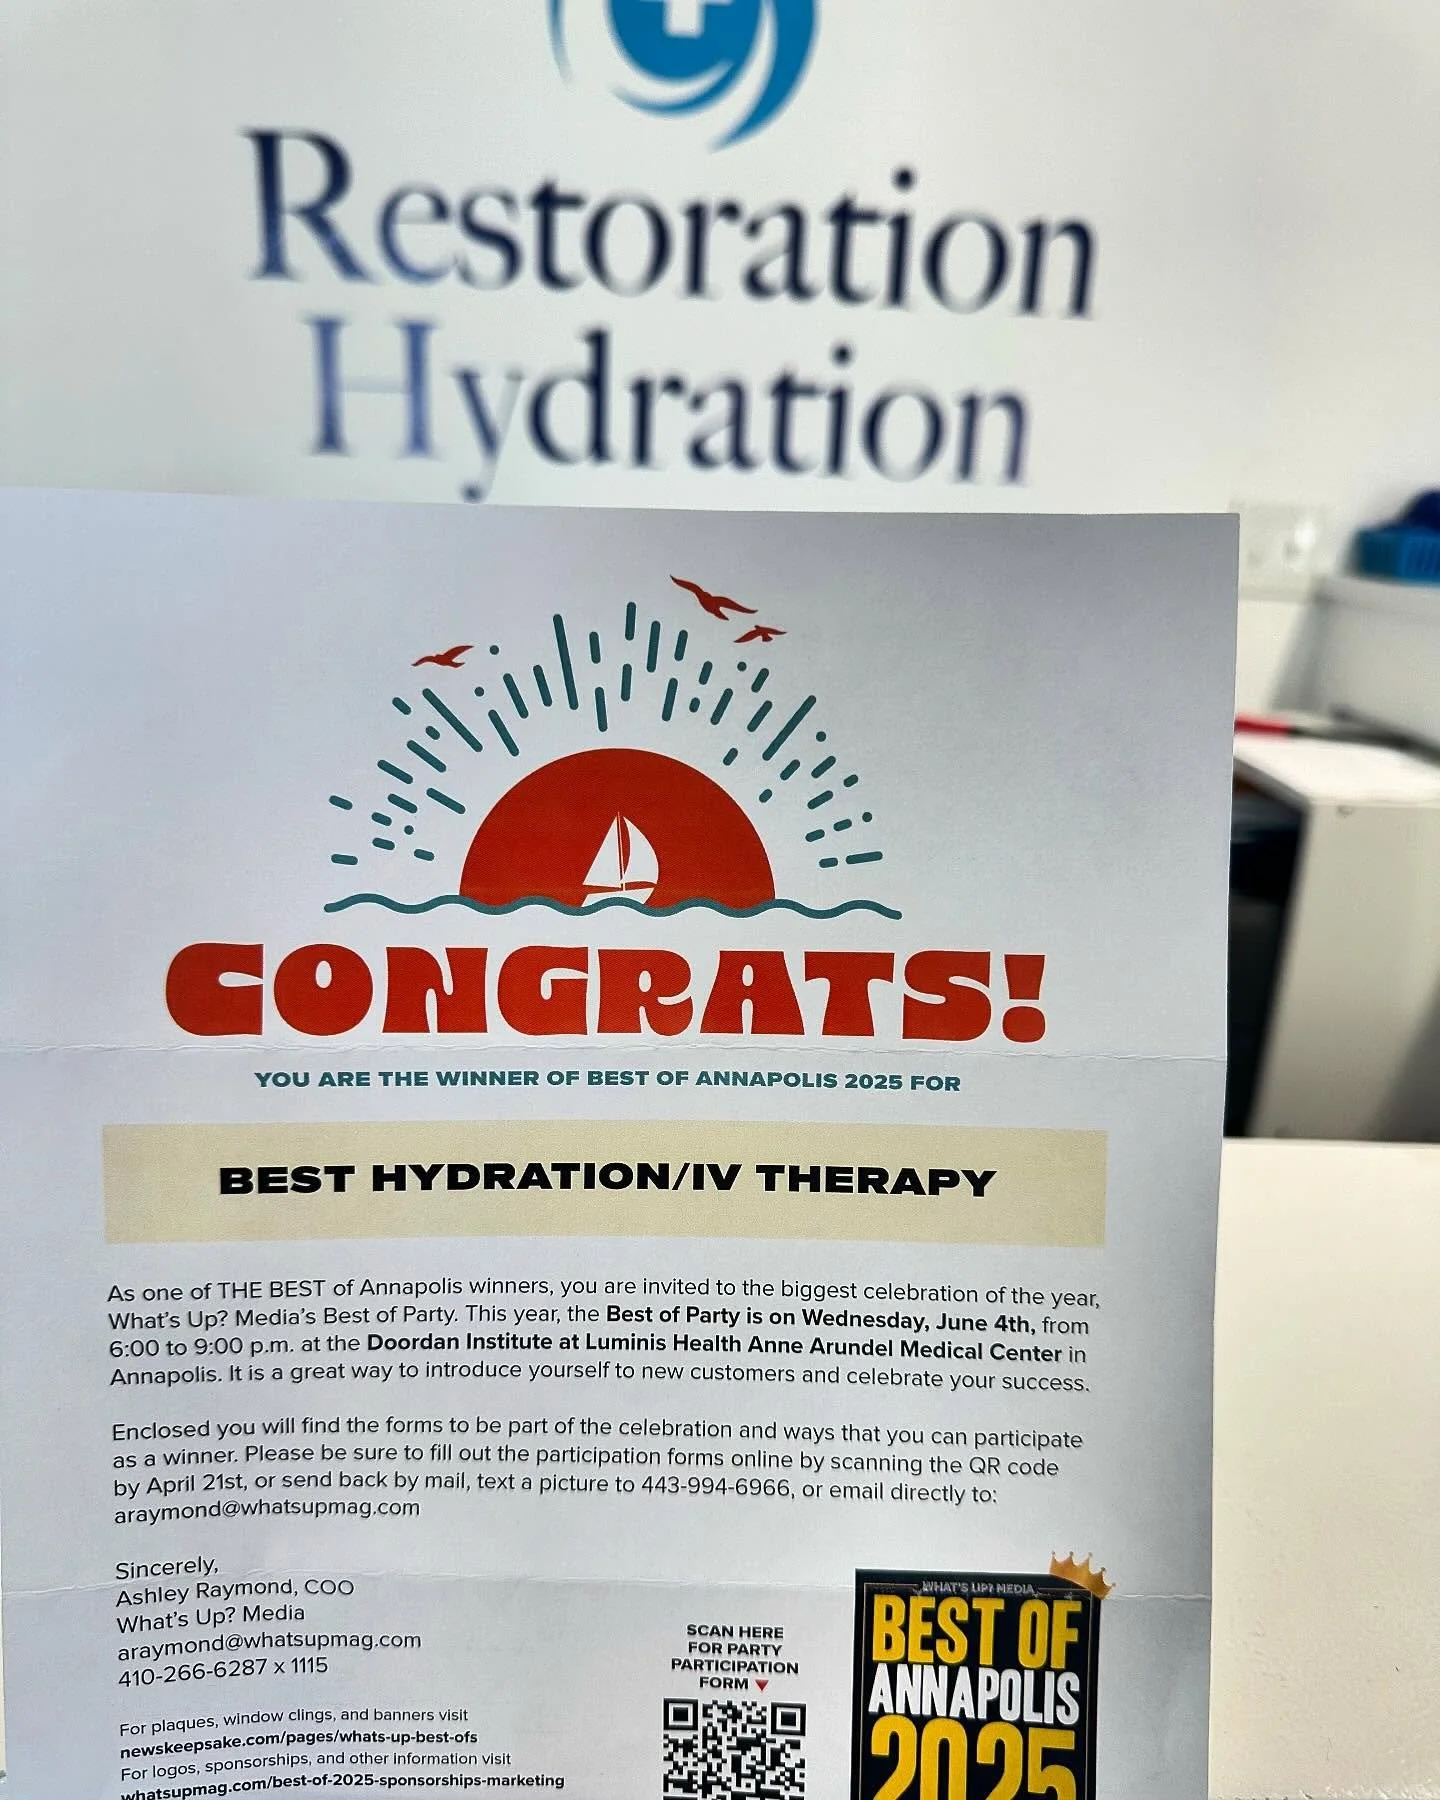 Restoration
Hydration
CONGRATS!
YOU ARE THE WINNER OF BEST OF ANNAPOLIS 2025 FOR
BEST HYDRATION/IV THERAPY
As one of THE BEST of Annapolis winners, you are invited to the biggest celebration of the year,
What's Up? Media's Best of Party. This year, the Best of Party is on Wednesday, June 4th, from
6:00 to 9:00 p.m. at the Doordan Institute at Luminis Health Anne Arundel Medical Center in
Annapolis. It is a great way to introduce yourself to new customers and celebrate your success.
Enclosed you will find the forms to be part of the celebration and ways that you can participate
as a winner. Please be sure to fill out the participation forms online by scanning the QR code
by April 21st, or send back by mail, text a picture to 443-994-6966, or email directly to:
araymond@whatsupmag.com
Sincerely,
Ashley Raymond, COO
What's Up? Media
araymond@whatsupmag.com
410-266-6287 x 1115
For plaques, window clings, and banners visit
newskeepsake.com/pages/whats-up-best-ofs
For logos, sponsorships, and other information visit
whatsupmag.com/best-of-2025-sponsorships-marketing
SCAN HERE
FOR PARTY
PARTICIPATION
FORM
WHAT'S UP? MEDIA
BEST OF
ANNAPOLIS
2025